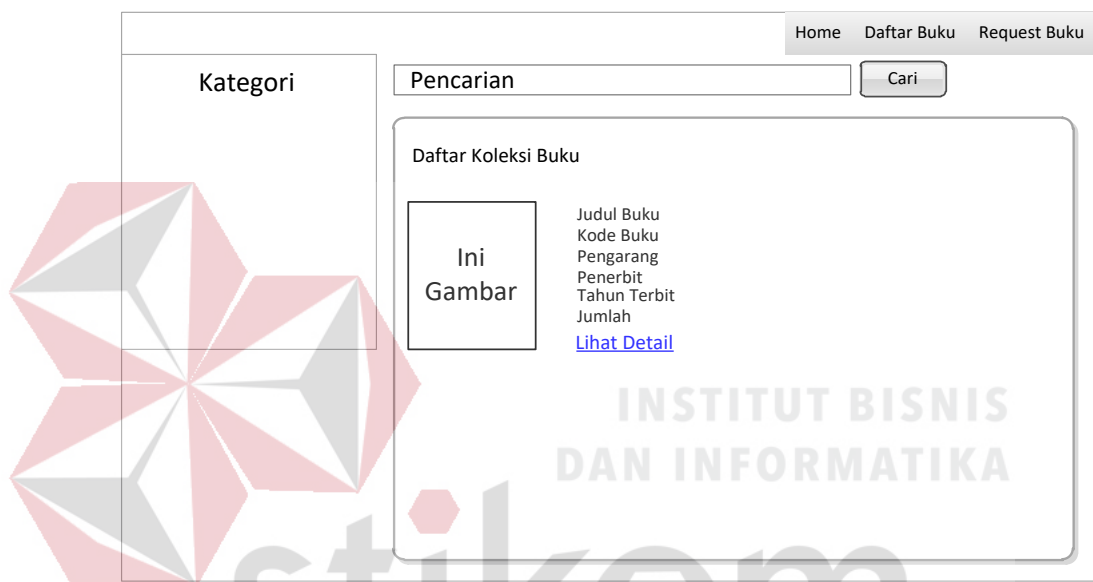 Home Daftar Buku Request Buku
Kategori
Pencarian
Cari
Daftar Koleksi Buku
Ini
Gambar
Judul Buku
Kode Buku
Pengarang
Penerbit
Tahun Terbit
Jumlah
Lihat Detail
INSTITUT BISNIS
DAN INFORMATIKA
stikom